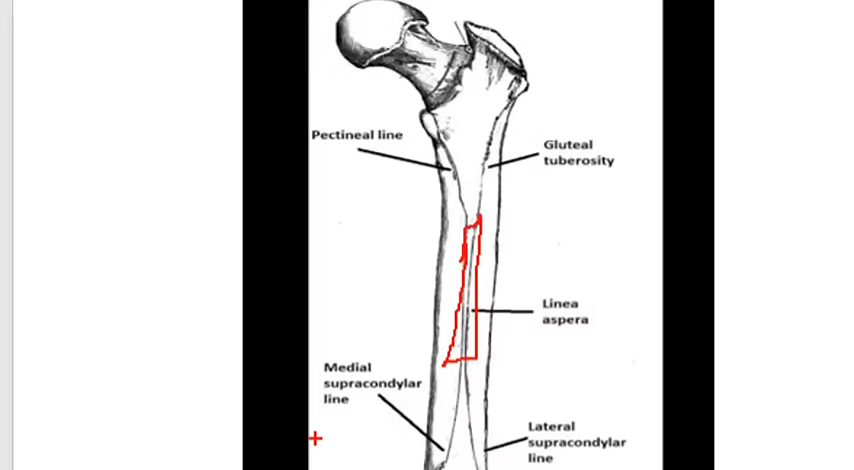 Pectineal line
Gluteal
tuberosity
Linea
aspera
Medial
supracondylar
line
Lateral
supracondylar
line